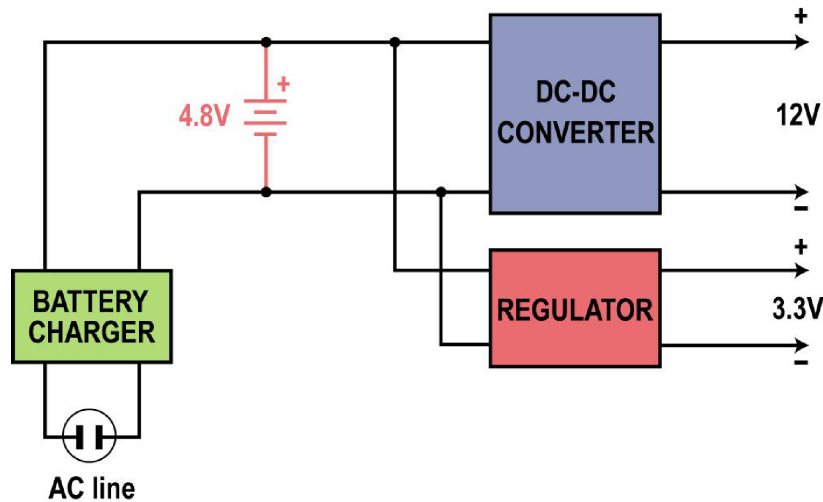 +
DC-DC
CONVERTER
12V
−
+
4.8V
+
REGULATOR
3.3V
−
BATTERY
CHARGER
AC line